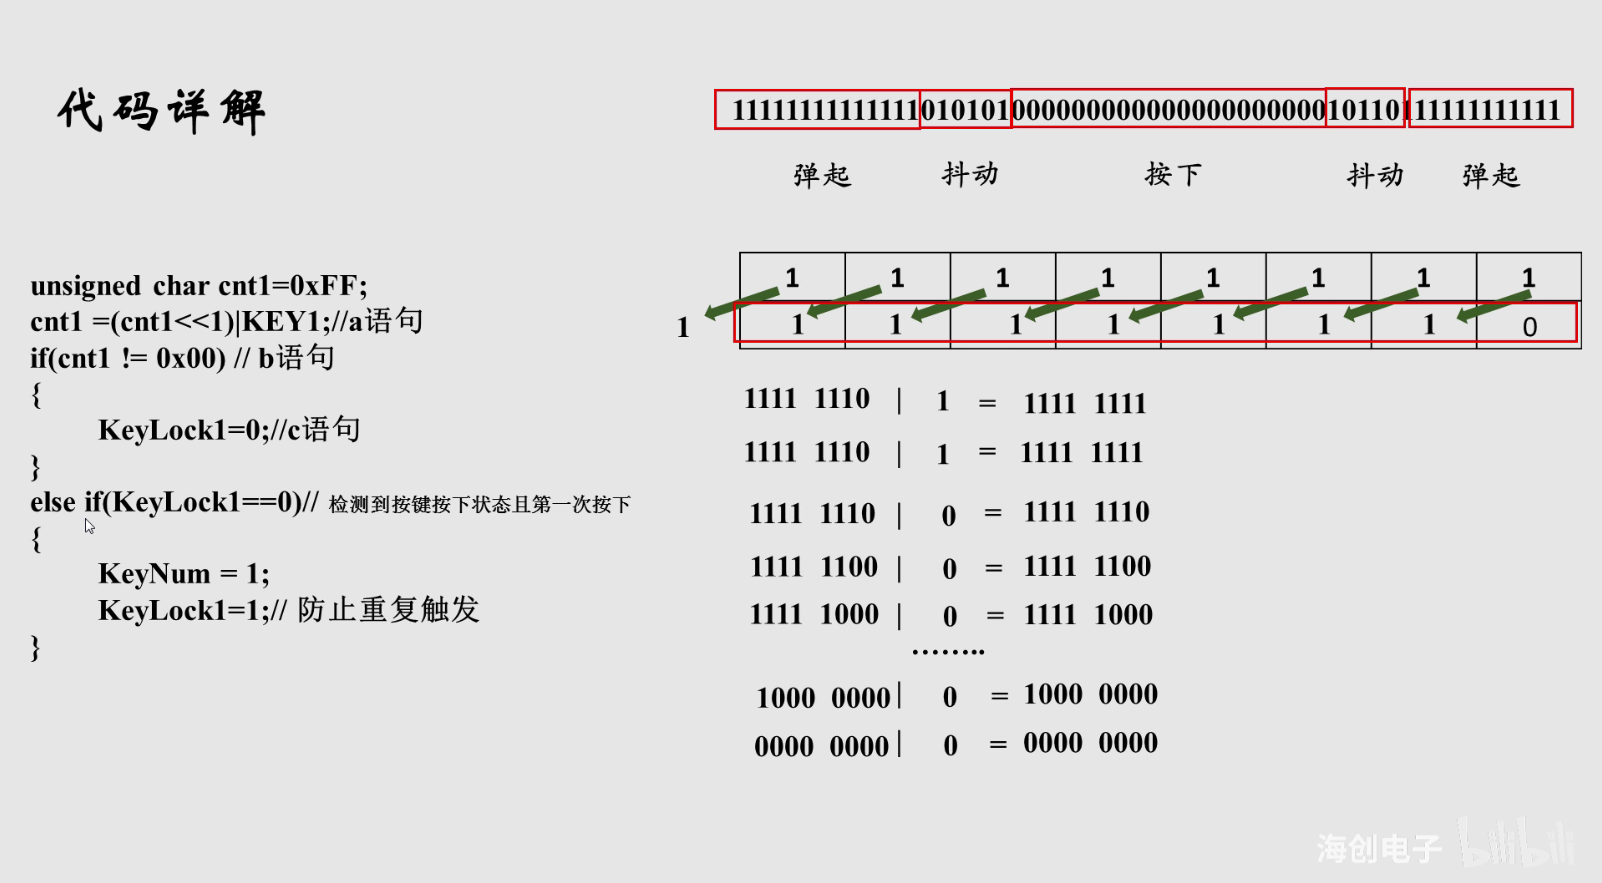 代码详解
11111111111111101010100000000000000000000010110111111111111
弹起 抖动 按下 抖动 弹起
unsigned char cnt1=0xFF;
cnt1 =(cnt1<<1)|KEY1;//a语句
if(cnt1 != 0x00) // b语句
{
KeyLock1=0;//c语句
}
else if(KeyLock1==0)// 检测到按键按下状态且第一次按下
{
KeyNum = 1;
KeyLock1=1;// 防止重复触发
}
1 1 1 1 1 1 1 1
1 1 1 1 1 1 1 1 0
1111 1110 | 1 = 1111 1111
1111 1110 | 1 = 1111 1111
1111 1110 | 0 = 1111 1110
1111 1100 | 0 = 1111 1100
1111 1000 | 0 = 1111 1000
……..
1000 0000 | 0 = 1000 0000
0000 0000 | 0 = 0000 0000
海创电子 bilibili